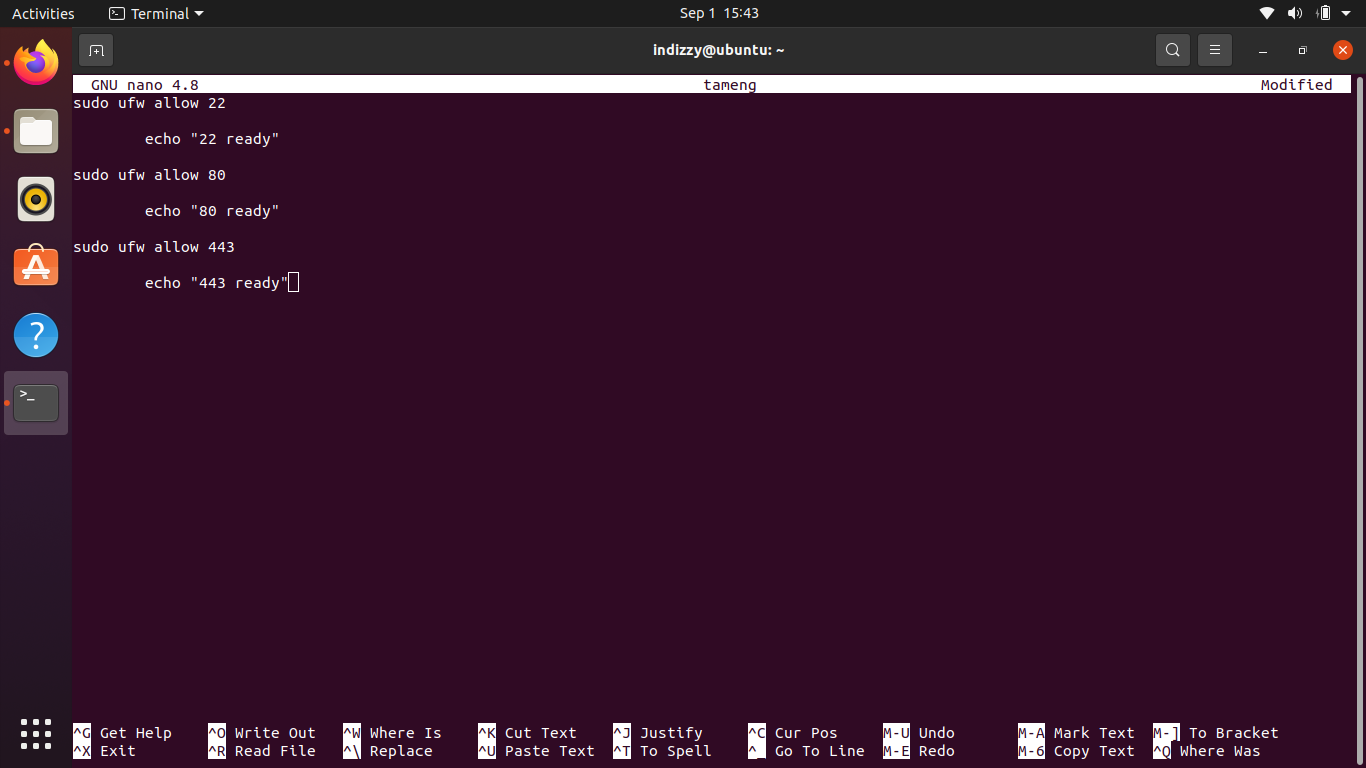 Activities
Terminal
Sep 1 15:43
indizzy@ubuntu: ~
GNU nano 4.8 tameng Modified
sudo ufw allow 22
echo "22 ready"
sudo ufw allow 80
echo "80 ready"
sudo ufw allow 443
echo "443 ready"
^G Get Help ^O Write Out ^W Where Is ^K Cut Text ^J Justify ^C Cur Pos M-U Undo M-A Mark Text M-] To Bracket
^X Exit ^R Read File ^\ Replace ^U Paste Text ^T To Spell ^_ Go To Line M-E Redo M-6 Copy Text ^Q Where Was